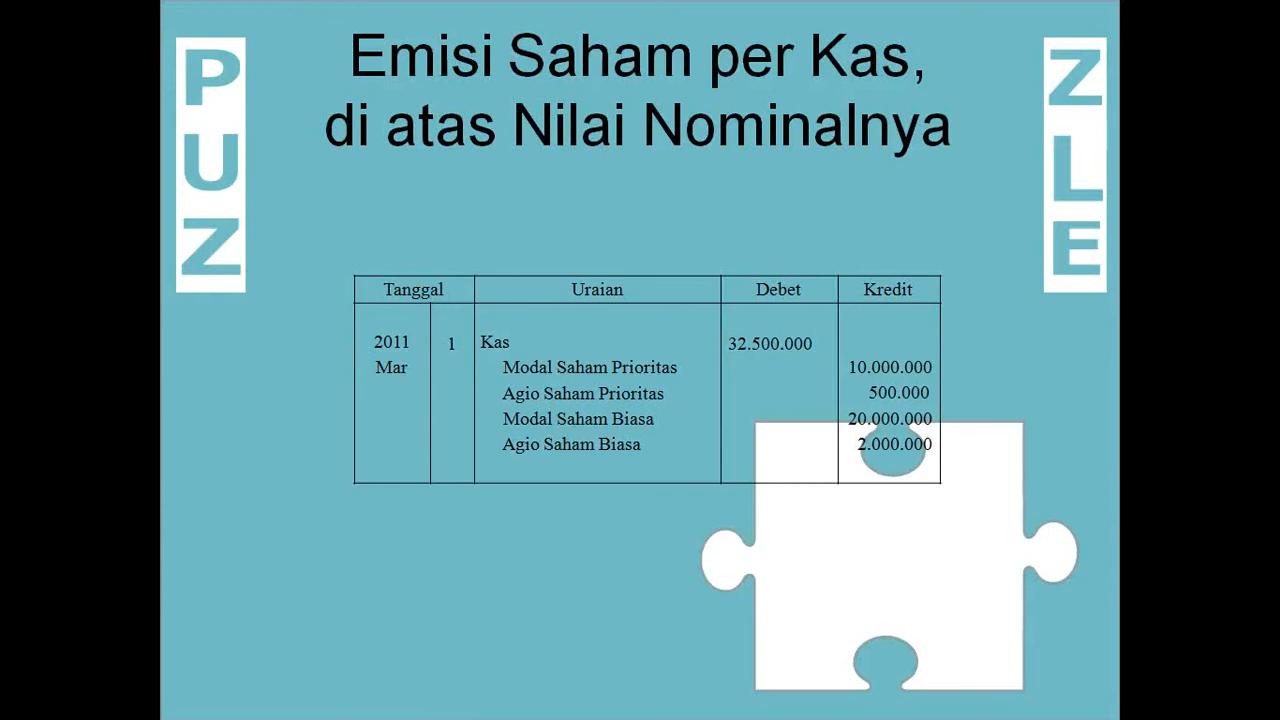 PUZ
ZLE
Emisi Saham per Kas,
di atas Nilai Nominalnya
Tanggal Uraian Debet Kredit
2011 1 Kas 32.500.000
Mar Modal Saham Prioritas 10.000.000
Agio Saham Prioritas 500.000
Modal Saham Biasa 20.000.000
Agio Saham Biasa 2.000.000